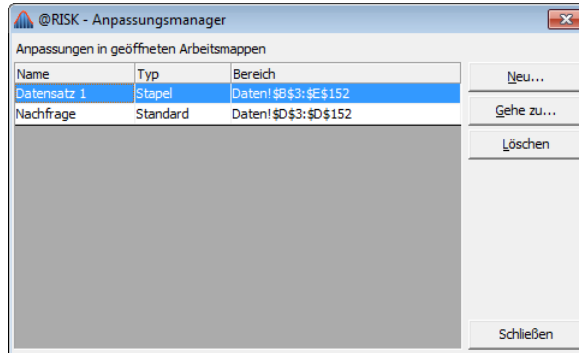 @RISK - Anpassungsmanager
Anpassungen in geöffneten Arbeitsmappen
Name Typ Bereich
Datensatz 1 Stapel Daten!$B$3:$E$152
Nachfrage Standard Daten!$D$3:$D$152
Neu...
Gehe zu...
Löschen
Schließen